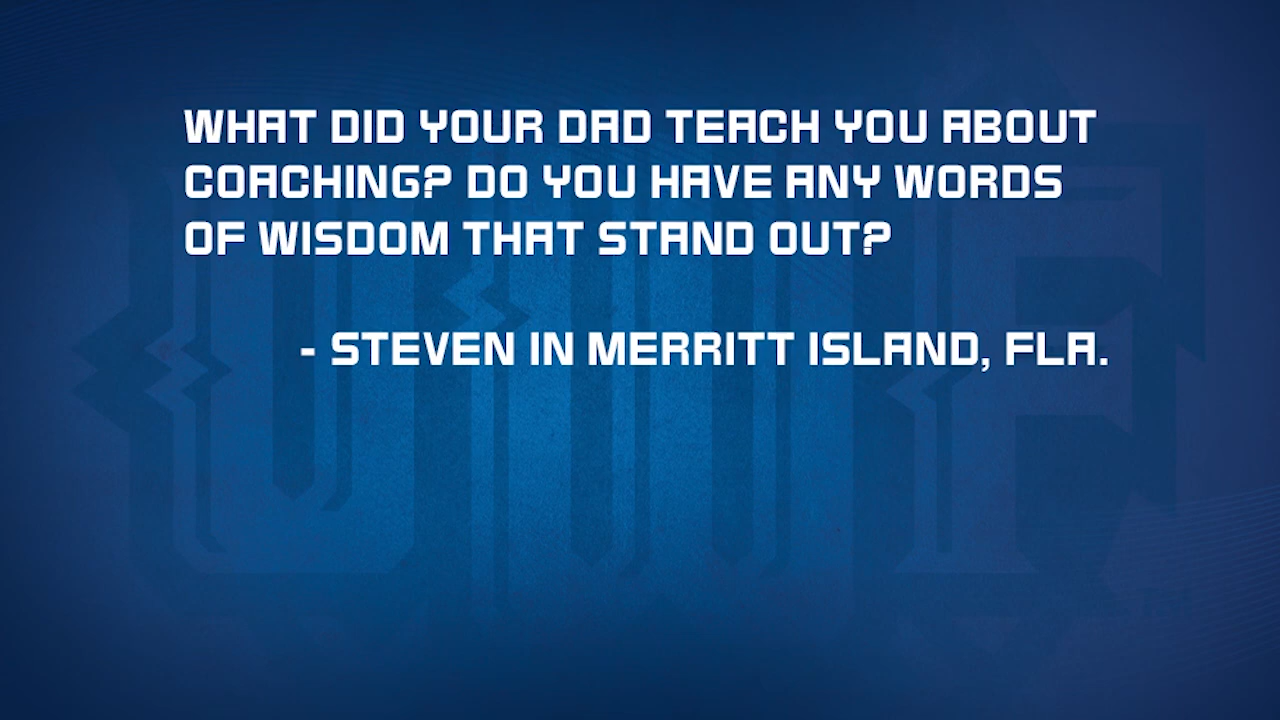 WHAT DID YOUR DAD TEACH YOU ABOUT
COACHING? DO YOU HAVE ANY WORDS
OF WISDOM THAT STAND OUT?
- STEVEN IN MERRITT ISLAND, FLA.
UNF